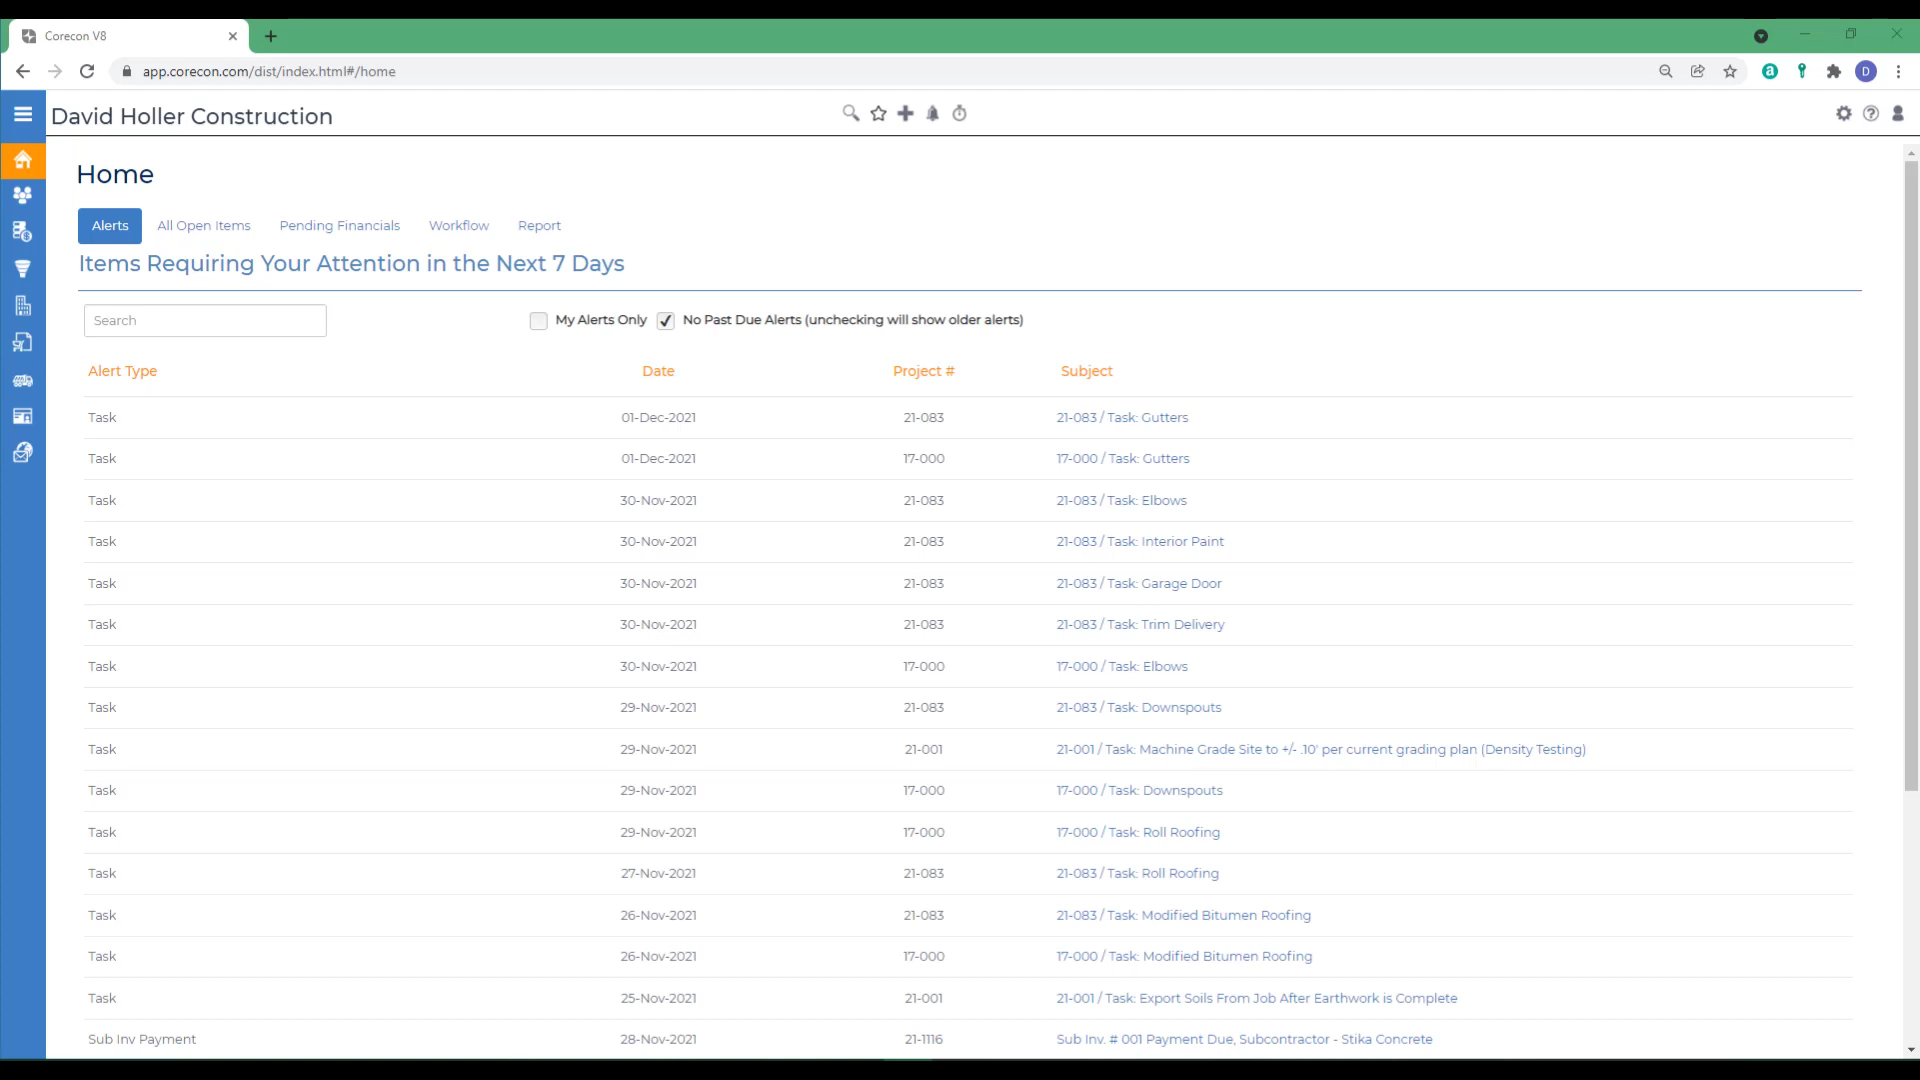 Corecon V8
app.corecon.com/dist/index.html#/home
a
D
David Holler Construction
Home
Alerts All Open Items Pending Financials Workflow Report
Items Requiring Your Attention in the Next 7 Days
Search My Alerts Only No Past Due Alerts (unchecking will show older alerts)
Alert Type Date Project # Subject
Task 01-Dec-2021 21-083 21-083 / Task: Gutters
Task 01-Dec-2021 17-000 17-000 / Task: Gutters
Task 30-Nov-2021 21-083 21-083 / Task: Elbows
Task 30-Nov-2021 21-083 21-083 / Task: Interior Paint
Task 30-Nov-2021 21-083 21-083 / Task: Garage Door
Task 30-Nov-2021 21-083 21-083 / Task: Trim Delivery
Task 30-Nov-2021 17-000 17-000 / Task: Elbows
Task 29-Nov-2021 21-083 21-083 / Task: Downspouts
Task 29-Nov-2021 21-001 21-001 / Task: Machine Grade Site to +/- .10' per current grading plan (Density Testing)
Task 29-Nov-2021 17-000 17-000 / Task: Downspouts
Task 29-Nov-2021 17-000 17-000 / Task: Roll Roofing
Task 27-Nov-2021 21-083 21-083 / Task: Roll Roofing
Task 26-Nov-2021 21-083 21-083 / Task: Modified Bitumen Roofing
Task 26-Nov-2021 17-000 17-000 / Task: Modified Bitumen Roofing
Task 25-Nov-2021 21-001 21-001 / Task: Export Soils From Job After Earthwork is Complete
Sub Inv Payment 28-Nov-2021 21-1116 Sub Inv. # 001 Payment Due, Subcontractor - Stika Concrete